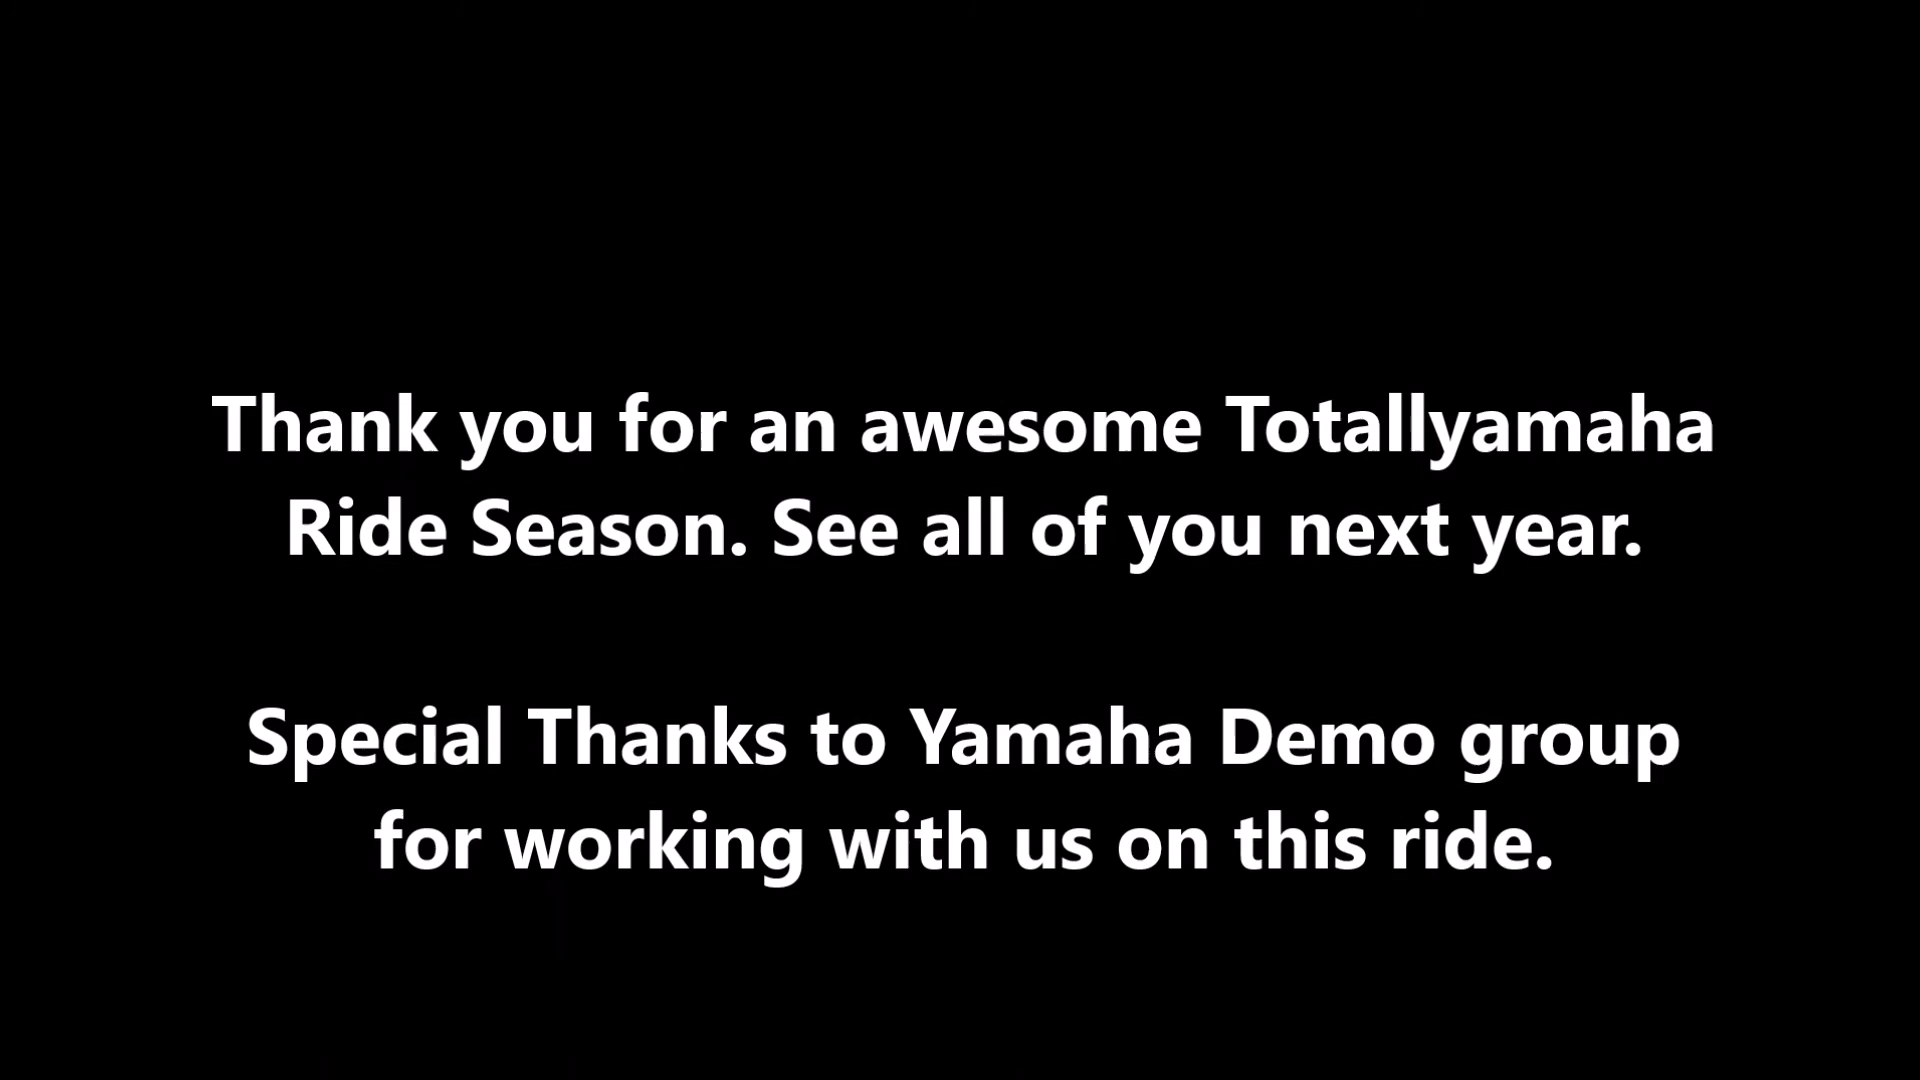 Thank you for an awesome Totallyamaha
Ride Season. See all of you next year.
Special Thanks to Yamaha Demo group
for working with us on this ride.